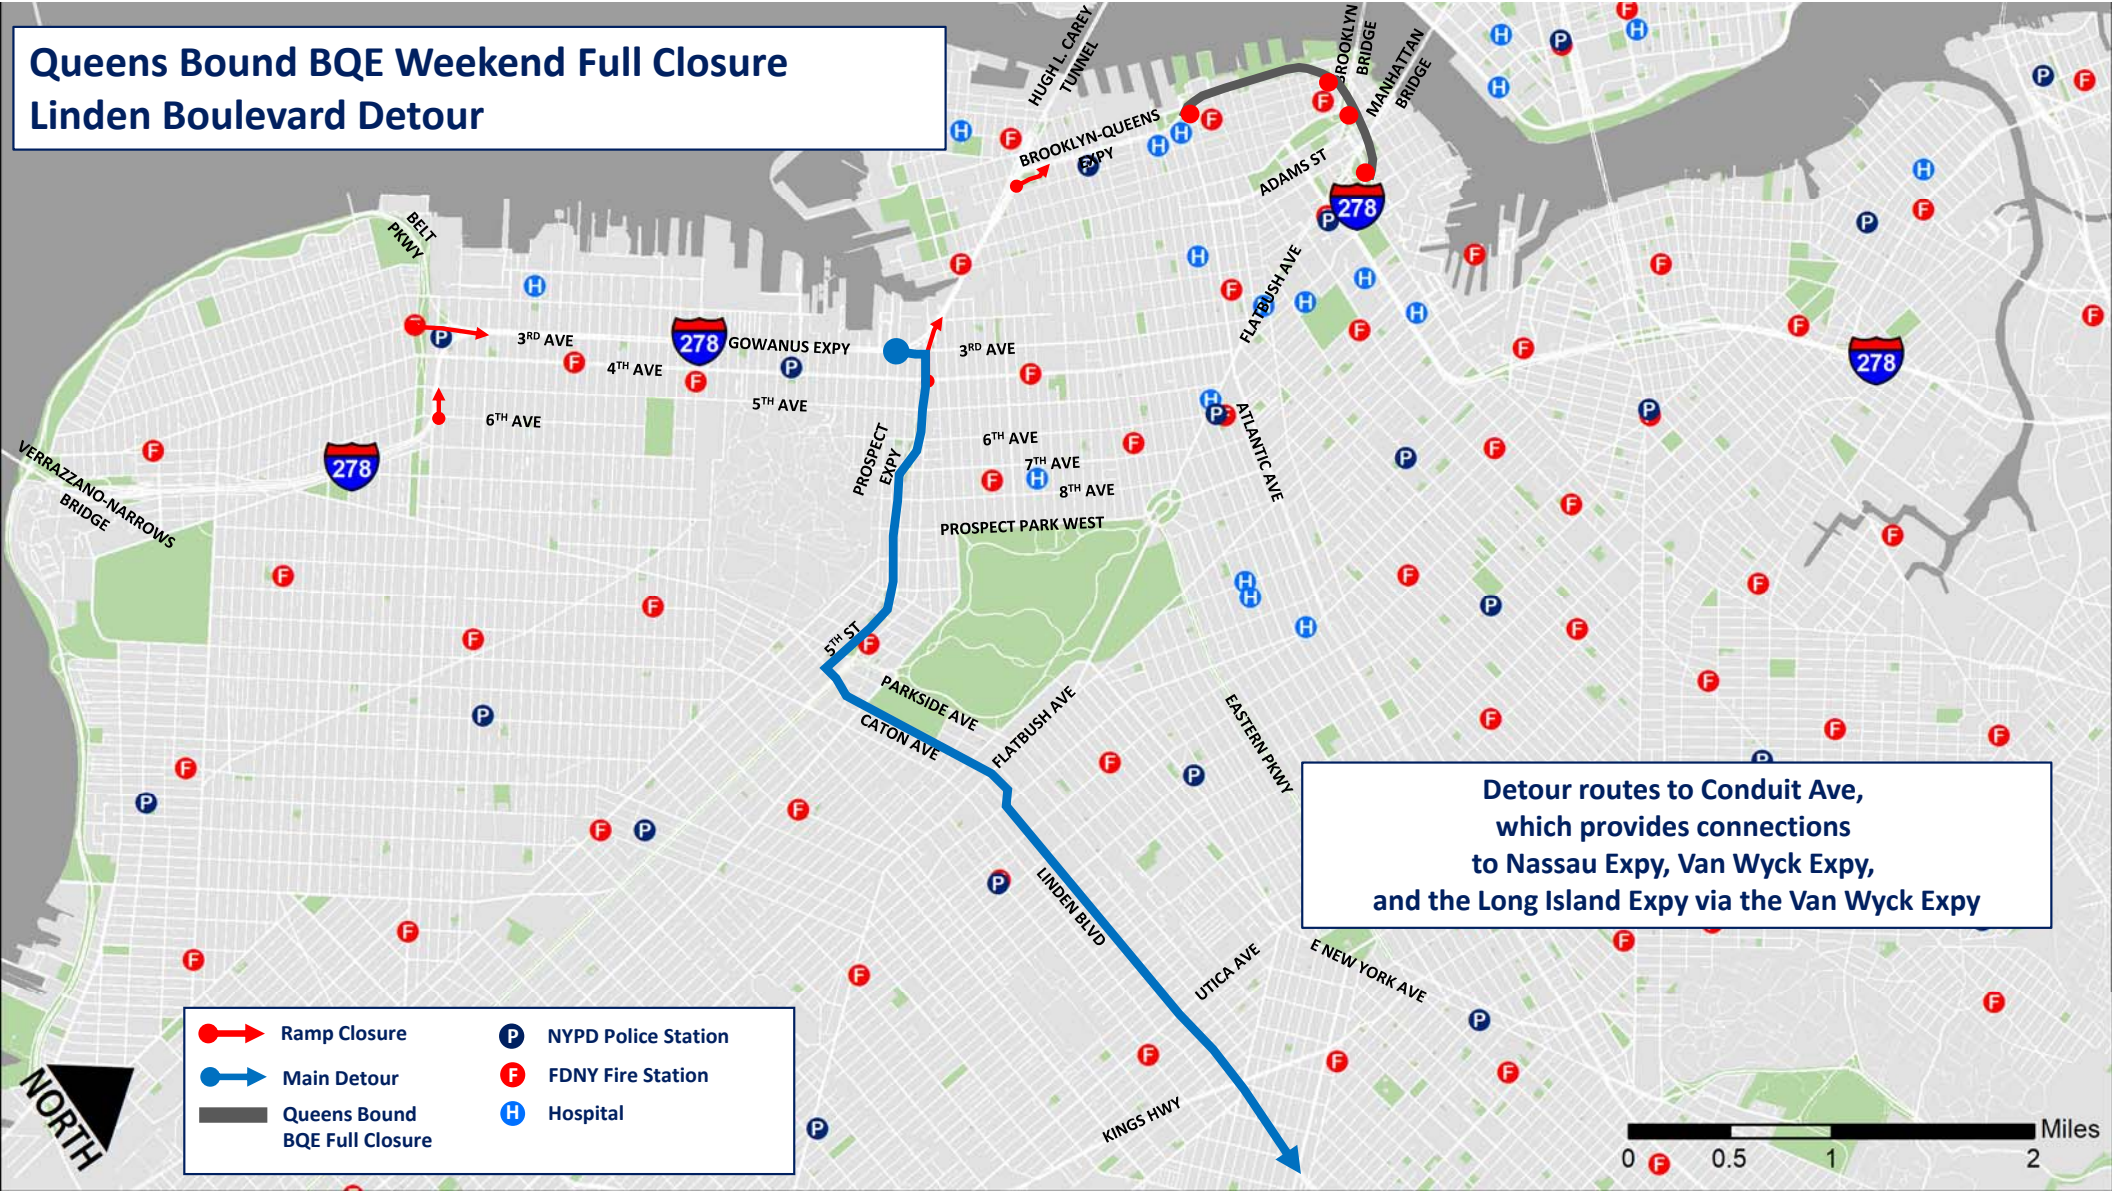 Queens Bound BQE Weekend Full Closure
Linden Boulevard Detour
HUGH L. CAREY
TUNNEL
BROOKLYN
BRIDGE
MANHATTAN
BRIDGE
BROOKLYN-QUEENS
EXPY
ADAMS ST
278
BELT
PKWY
FLATBUSH AVE
3RD AVE
278
GOWANUS EXPY
3RD AVE
278
4TH AVE
5TH AVE
6TH AVE
6TH AVE
7TH AVE
8TH AVE
ATLANTIC AVE
PROSPECT
EXPY
278
VERRAZZANO-NARROWS
BRIDGE
PROSPECT PARK WEST
5TH ST
PARKSIDE AVE
CATON AVE
FLATBUSH AVE
EASTERN PKWY
Detour routes to Conduit Ave,
which provides connections
to Nassau Expy, Van Wyck Expy,
and the Long Island Expy via the Van Wyck Expy
LINDEN BLVD
UTICA AVE
E NEW YORK AVE
KINGS HWY
NORTH
Ramp Closure
Main Detour
Queens Bound
BQE Full Closure
P NYPD Police Station
F FDNY Fire Station
H Hospital
Miles
0 0.5 1 2